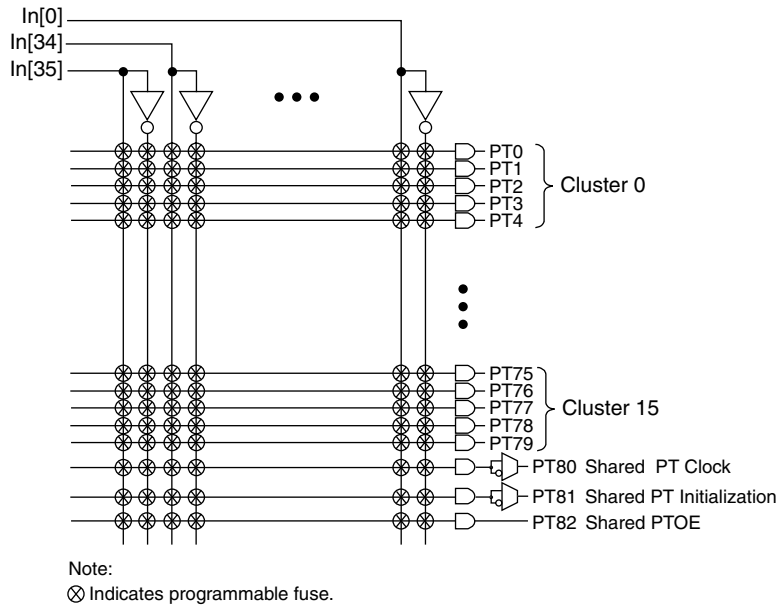 In[0]
In[34]
In[35]
PT0
PT1
PT2
PT3
PT4
Cluster 0
PT75
PT76
PT77
PT78
PT79
Cluster 15
PT80 Shared PT Clock
PT81 Shared PT Initialization
PT82 Shared PTOE
Note:
Indicates programmable fuse.